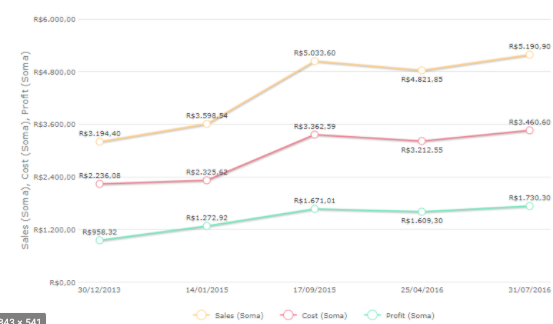 R$6.000,00
R$4.800,00
R$3.600,00
R$2.400,00
R$1.200,00
R$0,00
Sales (Soma), Cost (Soma), Profit (Soma)
R$3.194,40
R$3.598,54
R$5.033,60
R$4.821,85
R$5.190,90
R$2.236,08
R$2.325,62
R$3.362,59
R$3.212,55
R$3.460,60
R$958,32
R$1.272,92
R$1.671,01
R$1.609,30
R$1.730,30
30/12/2013 14/01/2015 17/09/2015 25/04/2016 31/07/2016
Sales (Soma) Cost (Soma) Profit (Soma)
343 x 541